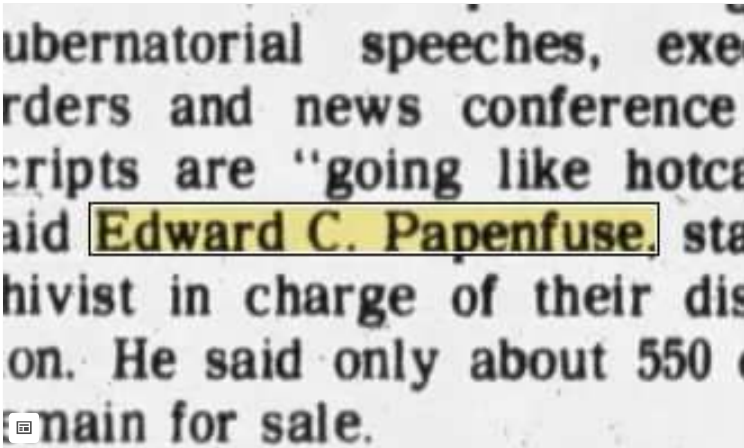 ubernatorial speeches, exe
rders and news conference
cripts are “going like hotca
aid Edward C. Papenfuse, sta
hivist in charge of their dis
on. He said only about 550
main for sale.